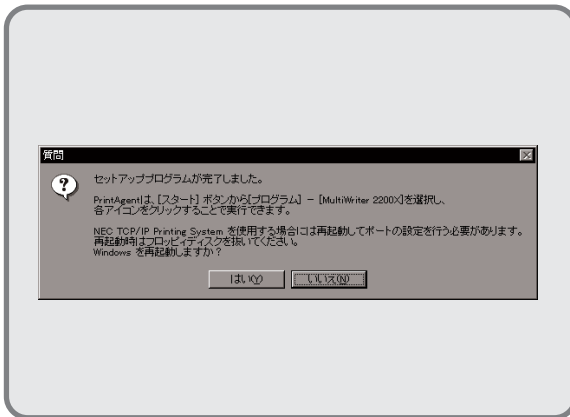 質問
セットアッププログラムが完了しました。
PrintAgentは、[スタート] ボタンから[プログラム] － [MultiWriter 2200X]を選択し、
各アイコンをクリックすることで実行できます。
NEC TCP/IP Printing System を使用する場合には再起動してポートの設定を行う必要があります。
再起動時はフロッピィディスクを抜いてください。
Windows を再起動しますか？
はい(Y)
いいえ(N)